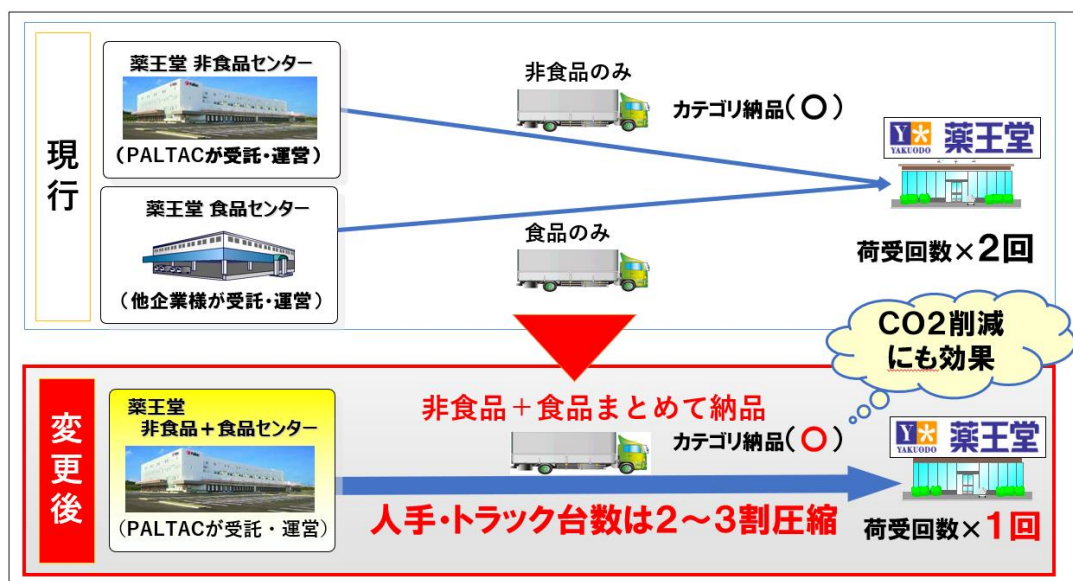 現行
薬王堂 非食品センター
(PALTACが受託・運営)
薬王堂 食品センター
(他企業様が受託・運営)
非食品のみ
カテゴリ納品(〇)
食品のみ
YAKUODO 薬王堂
荷受回数×2回
CO2削減
にも効果
変更後
薬王堂
非食品＋食品センター
(PALTACが受託・運営)
非食品＋食品まとめて納品
カテゴリ納品(〇)
人手・トラック台数は2～3割圧縮
YAKUODO 薬王堂
荷受回数×1回